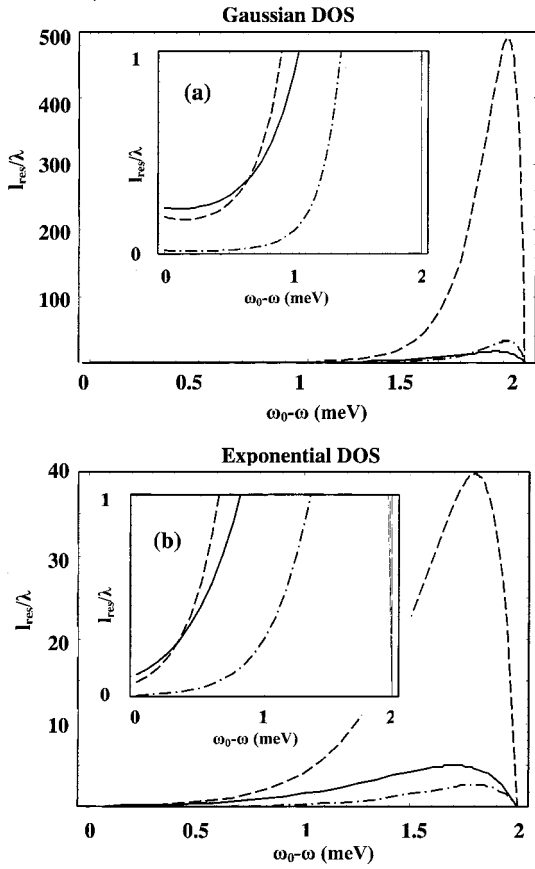 Gaussian DOS
500
400
300
200
100
l_res/λ
(a)
1
0
l_res/λ
0 1 2
ω₀-ω (meV)
0 0.5 1 1.5 2
ω₀-ω (meV)
Exponential DOS
40
30
20
10
l_res/λ
(b)
1
0
l_res/λ
0 1 2
ω₀-ω (meV)
0 0.5 1 1.5 2
ω₀-ω (meV)